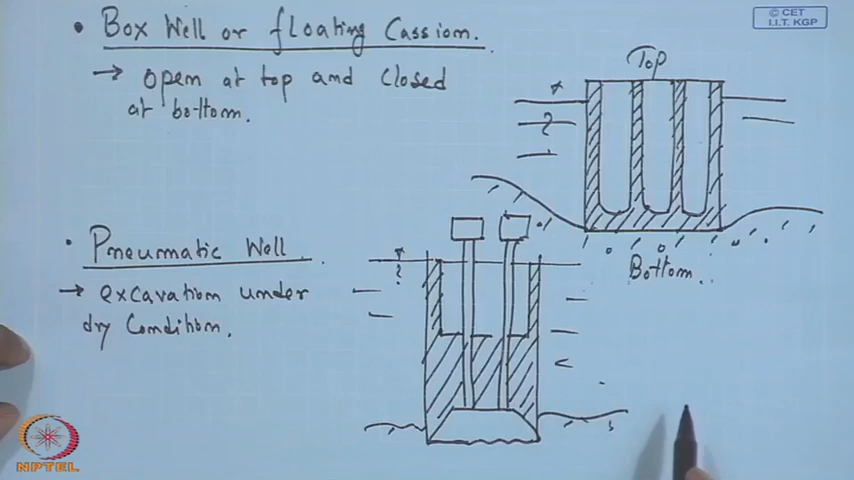 © CET
I.I.T. KGP
• Box Well or floating Cassion.
→ open at top and closed
at bottom.
Top
Bottom.
• Pneumatic Well.
→ excavation under
dry Condition.
NPTEL